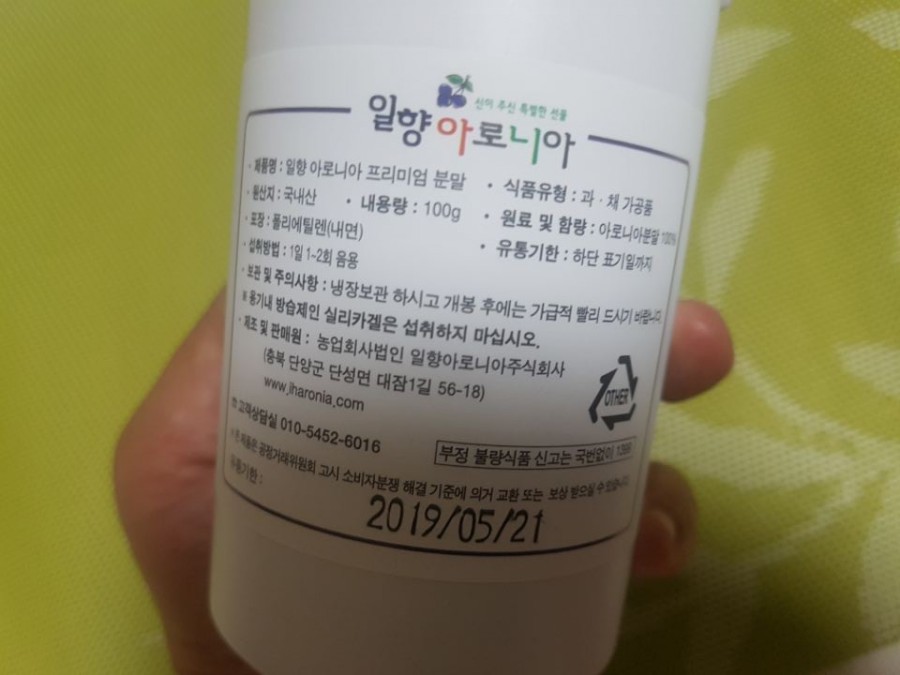 신이 주신 특별한 선물
일향 아로니아
· 제품명 : 일향 아로니아 프리미엄 분말
· 식품유형 : 과 · 채 가공품
· 원산지 : 국내산 · 내용량 : 100g
· 원료 및 함량 : 아로니아분말 100%
· 포장 : 폴리에틸렌(내면)
· 유통기한 : 하단 표기일까지
· 섭취방법 : 1일 1~2회 음용
· 보관 및 주의사항 : 냉장보관 하시고 개봉 후에는 가급적 빨리 드시기 바랍니다
※ 용기내 방습제인 실리카겔은 섭취하지 마십시오.
· 제조 및 판매원 : 농업회사법인 일향아로니아주식회사
(충북 단양군 단성면 대잠1길 56-18)
www.iharonia.com
OTHER
☎ 고객상담실 010-5452-6016
부정 불량식품 신고는 국번없이 1399
※ 본 제품은 공정거래위원회 고시 소비자분쟁 해결 기준에 의거 교환 또는 보상 받으실 수 있습니다.
유통기한 :
2019/05/21